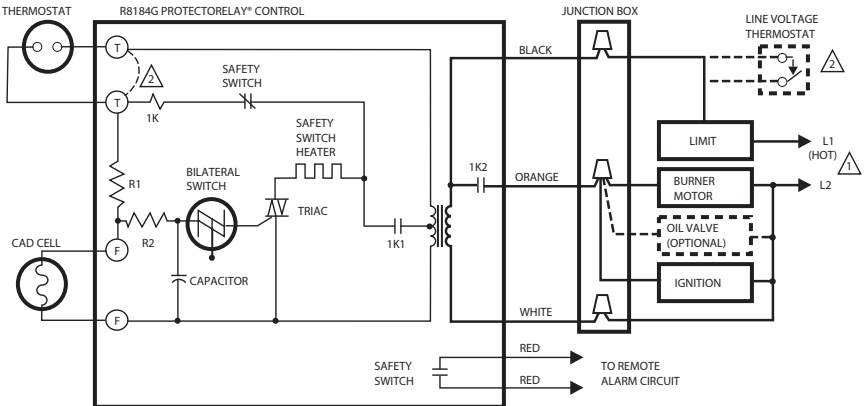 THERMOSTAT
R8184G PROTECTORELAY® CONTROL
JUNCTION BOX
LINE VOLTAGE
THERMOSTAT
T
2
BLACK
2
SAFETY
SWITCH
T
1K
SAFETY
SWITCH
HEATER
LIMIT
L1
(HOT)
1
1K2
ORANGE
BURNER
MOTOR
L2
R1
BILATERAL
SWITCH
TRIAC
OIL VALVE
(OPTIONAL)
R2
1K1
CAD CELL
F
CAPACITOR
IGNITION
F
WHITE
RED
SAFETY
SWITCH
TO REMOTE
ALARM CIRCUIT
RED